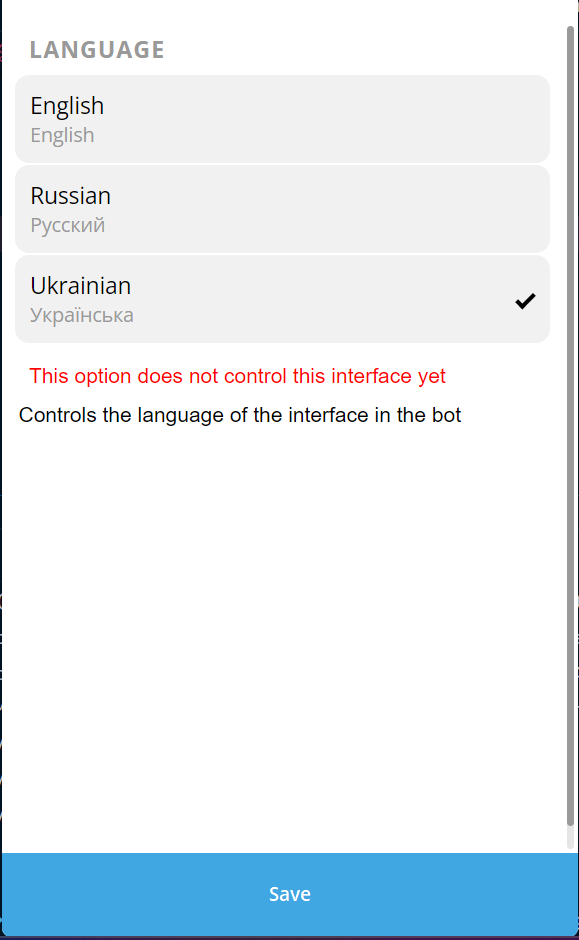 LANGUAGE
English
English
Russian
Русский
Ukrainian
Українська
This option does not control this interface yet
Controls the language of the interface in the bot
Save